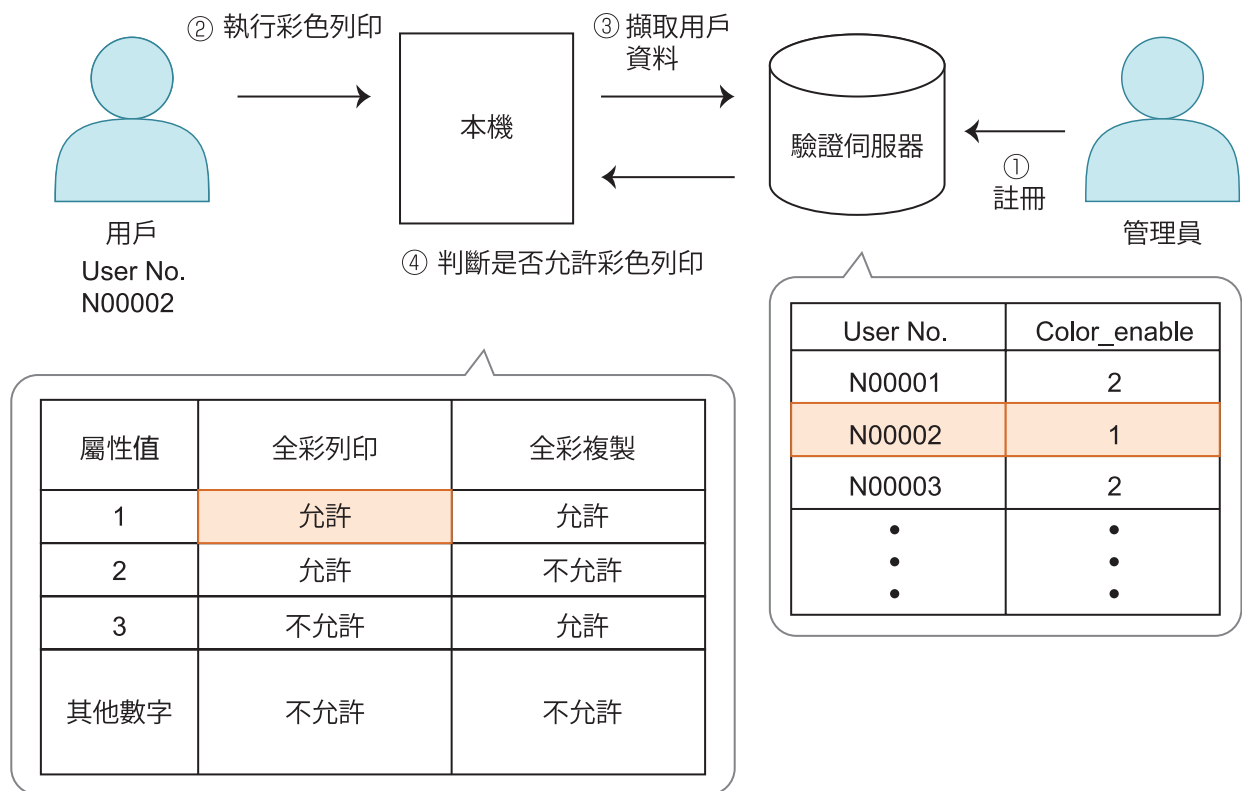 ② 執行彩色列印
③ 擷取用戶
資料
本機
驗證伺服器
①
註冊
用戶
User No.
N00002
管理員
④ 判斷是否允許彩色列印
User No. Color_enable
N00001 2
N00002 1
N00003 2
屬性值 全彩列印 全彩複製
1 允許 允許
2 允許 不允許
3 不允許 允許
其他數字 不允許 不允許